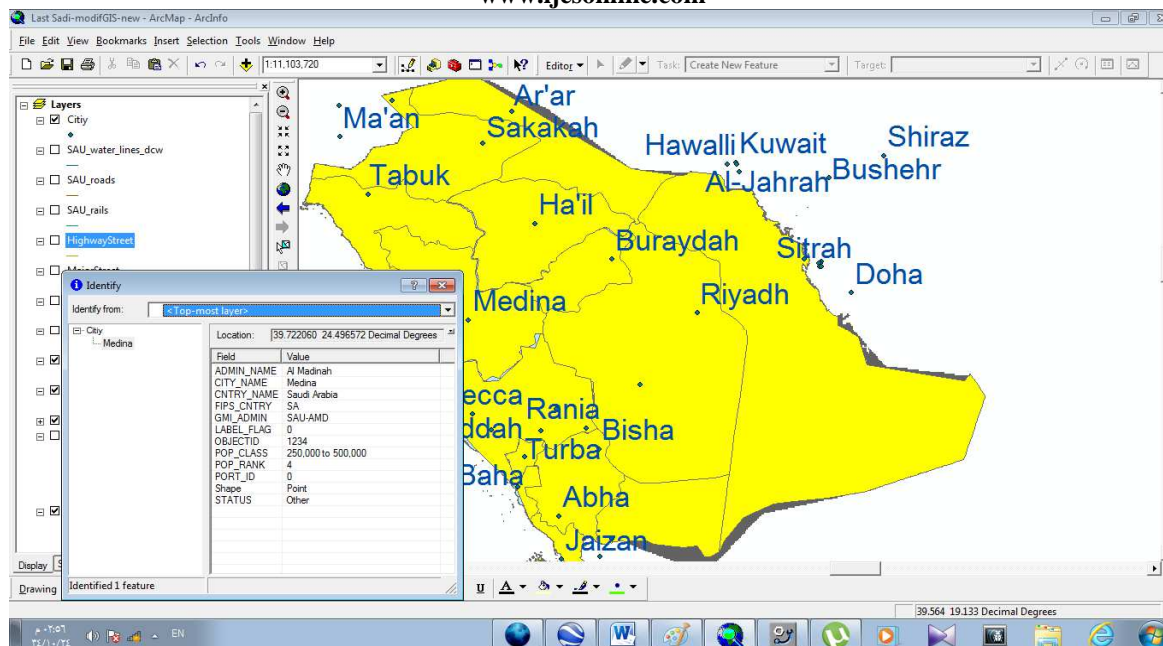 www.ijcsonline.com
Last Sadi-modifGIS-new - ArcMap - ArcInfo
File Edit View Bookmarks Insert Selection Tools Window Help
1:11,103,720
Editor
Task: Create New Feature
Target:
Layers
Citiy
SAU_water_lines_dcw
SAU_roads
SAU_rails
HighwayStreet
Ar'ar
Ma'an
Sakakah
Hawalli Kuwait
Shiraz
Al-Jahrah
Bushehr
Tabuk
Ha'il
Buraydah
Sitrah
Doha
Medina
Riyadh
ecca
Rania
ddah
Bisha
Turba
Baha
Abha
Jaizan
Identify
Identify from: <Top-most layer>
City
Medina
Location: 39.722060 24.496572 Decimal Degrees
Field Value
ADMIN_NAME Al Madinah
CITY_NAME Medina
CNTRY_NAME Saudi Arabia
FIPS_CNTRY SA
GMI_ADMIN SAU-AMD
LABEL_FLAG 0
OBJECTID 1234
POP_CLASS 250,000 to 500,000
POP_RANK 4
PORT_ID 0
Shape Point
STATUS Other
Identified 1 feature
Display
Drawing
39.564 19.133 Decimal Degrees
EN